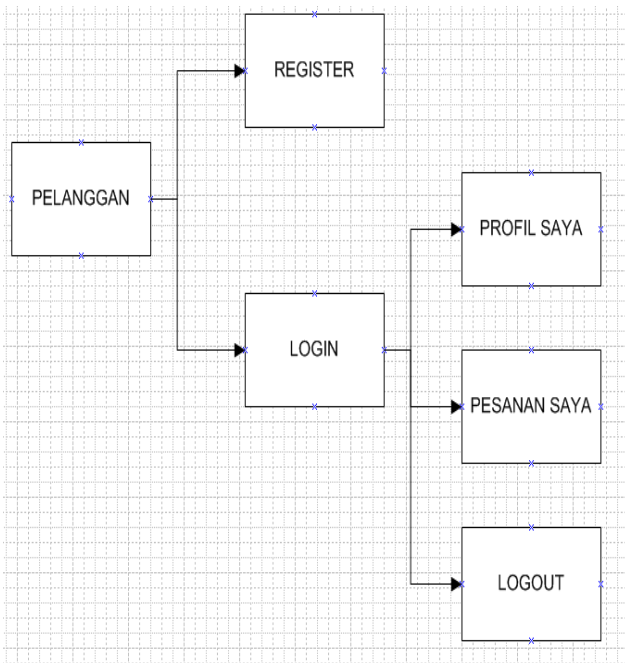 REGISTER
PELANGGAN
PROFIL SAYA
LOGIN
PESANAN SAYA
LOGOUT